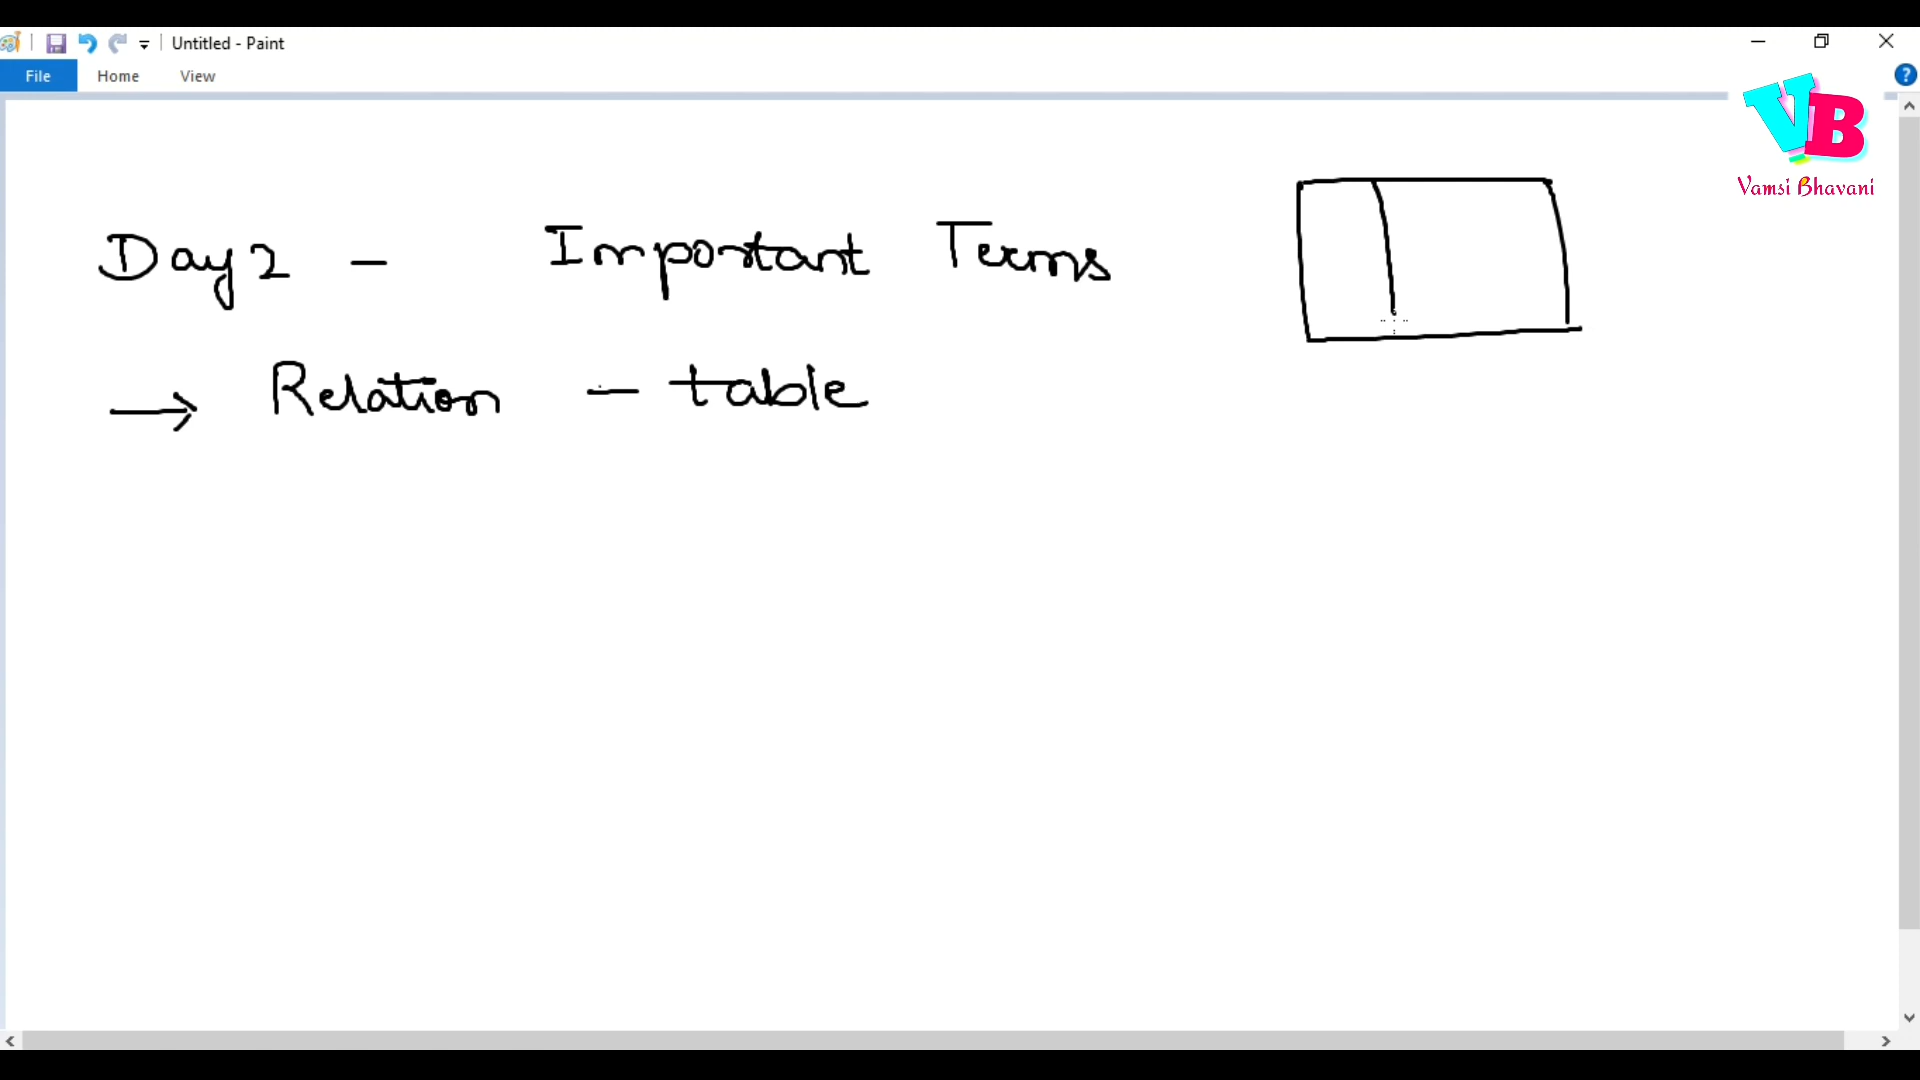 Untitled - Paint
File Home View
?
VB
Vamsi Bhavani
Day 2 - Important Terms
→ Relation - table